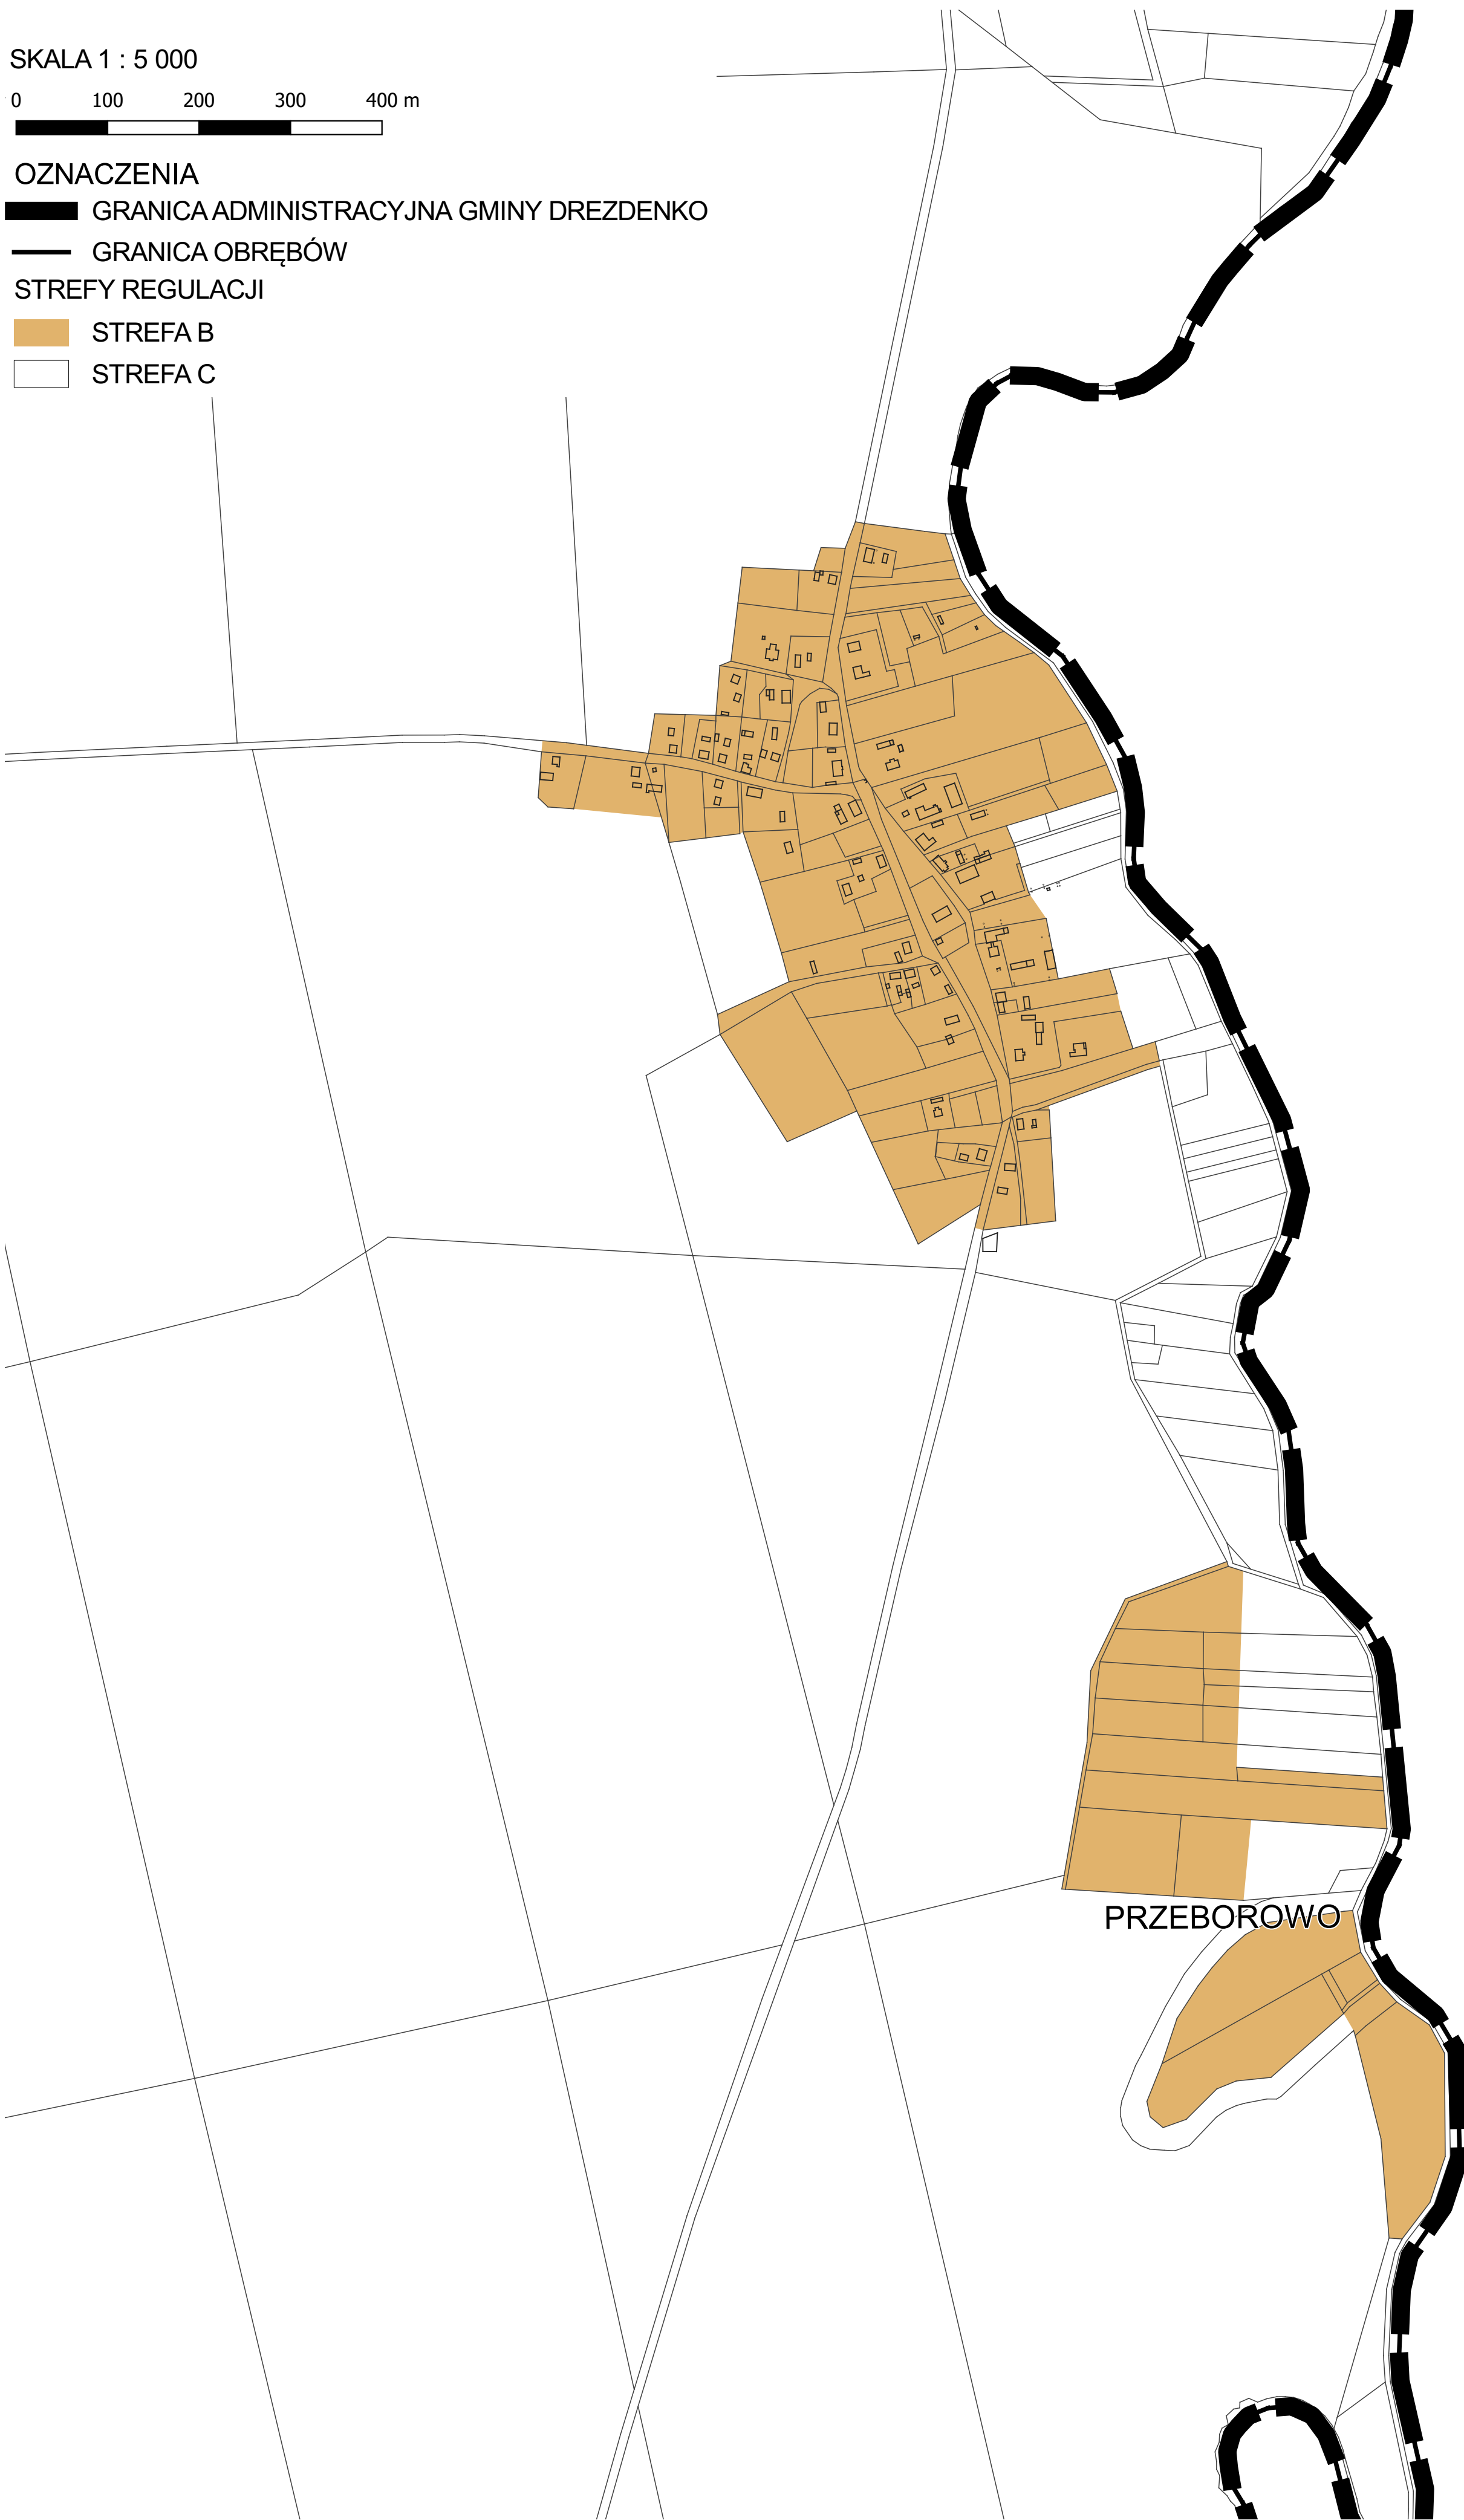 SKALA 1 : 5 000
0 100 200 300 400 m
OZNACZENIA
GRANICA ADMINISTRACYJNA GMINY DREZDENKO
GRANICA OBRĘBÓW
STREFY REGULACJI
STREFA B
STREFA C
PRZEBOROWO